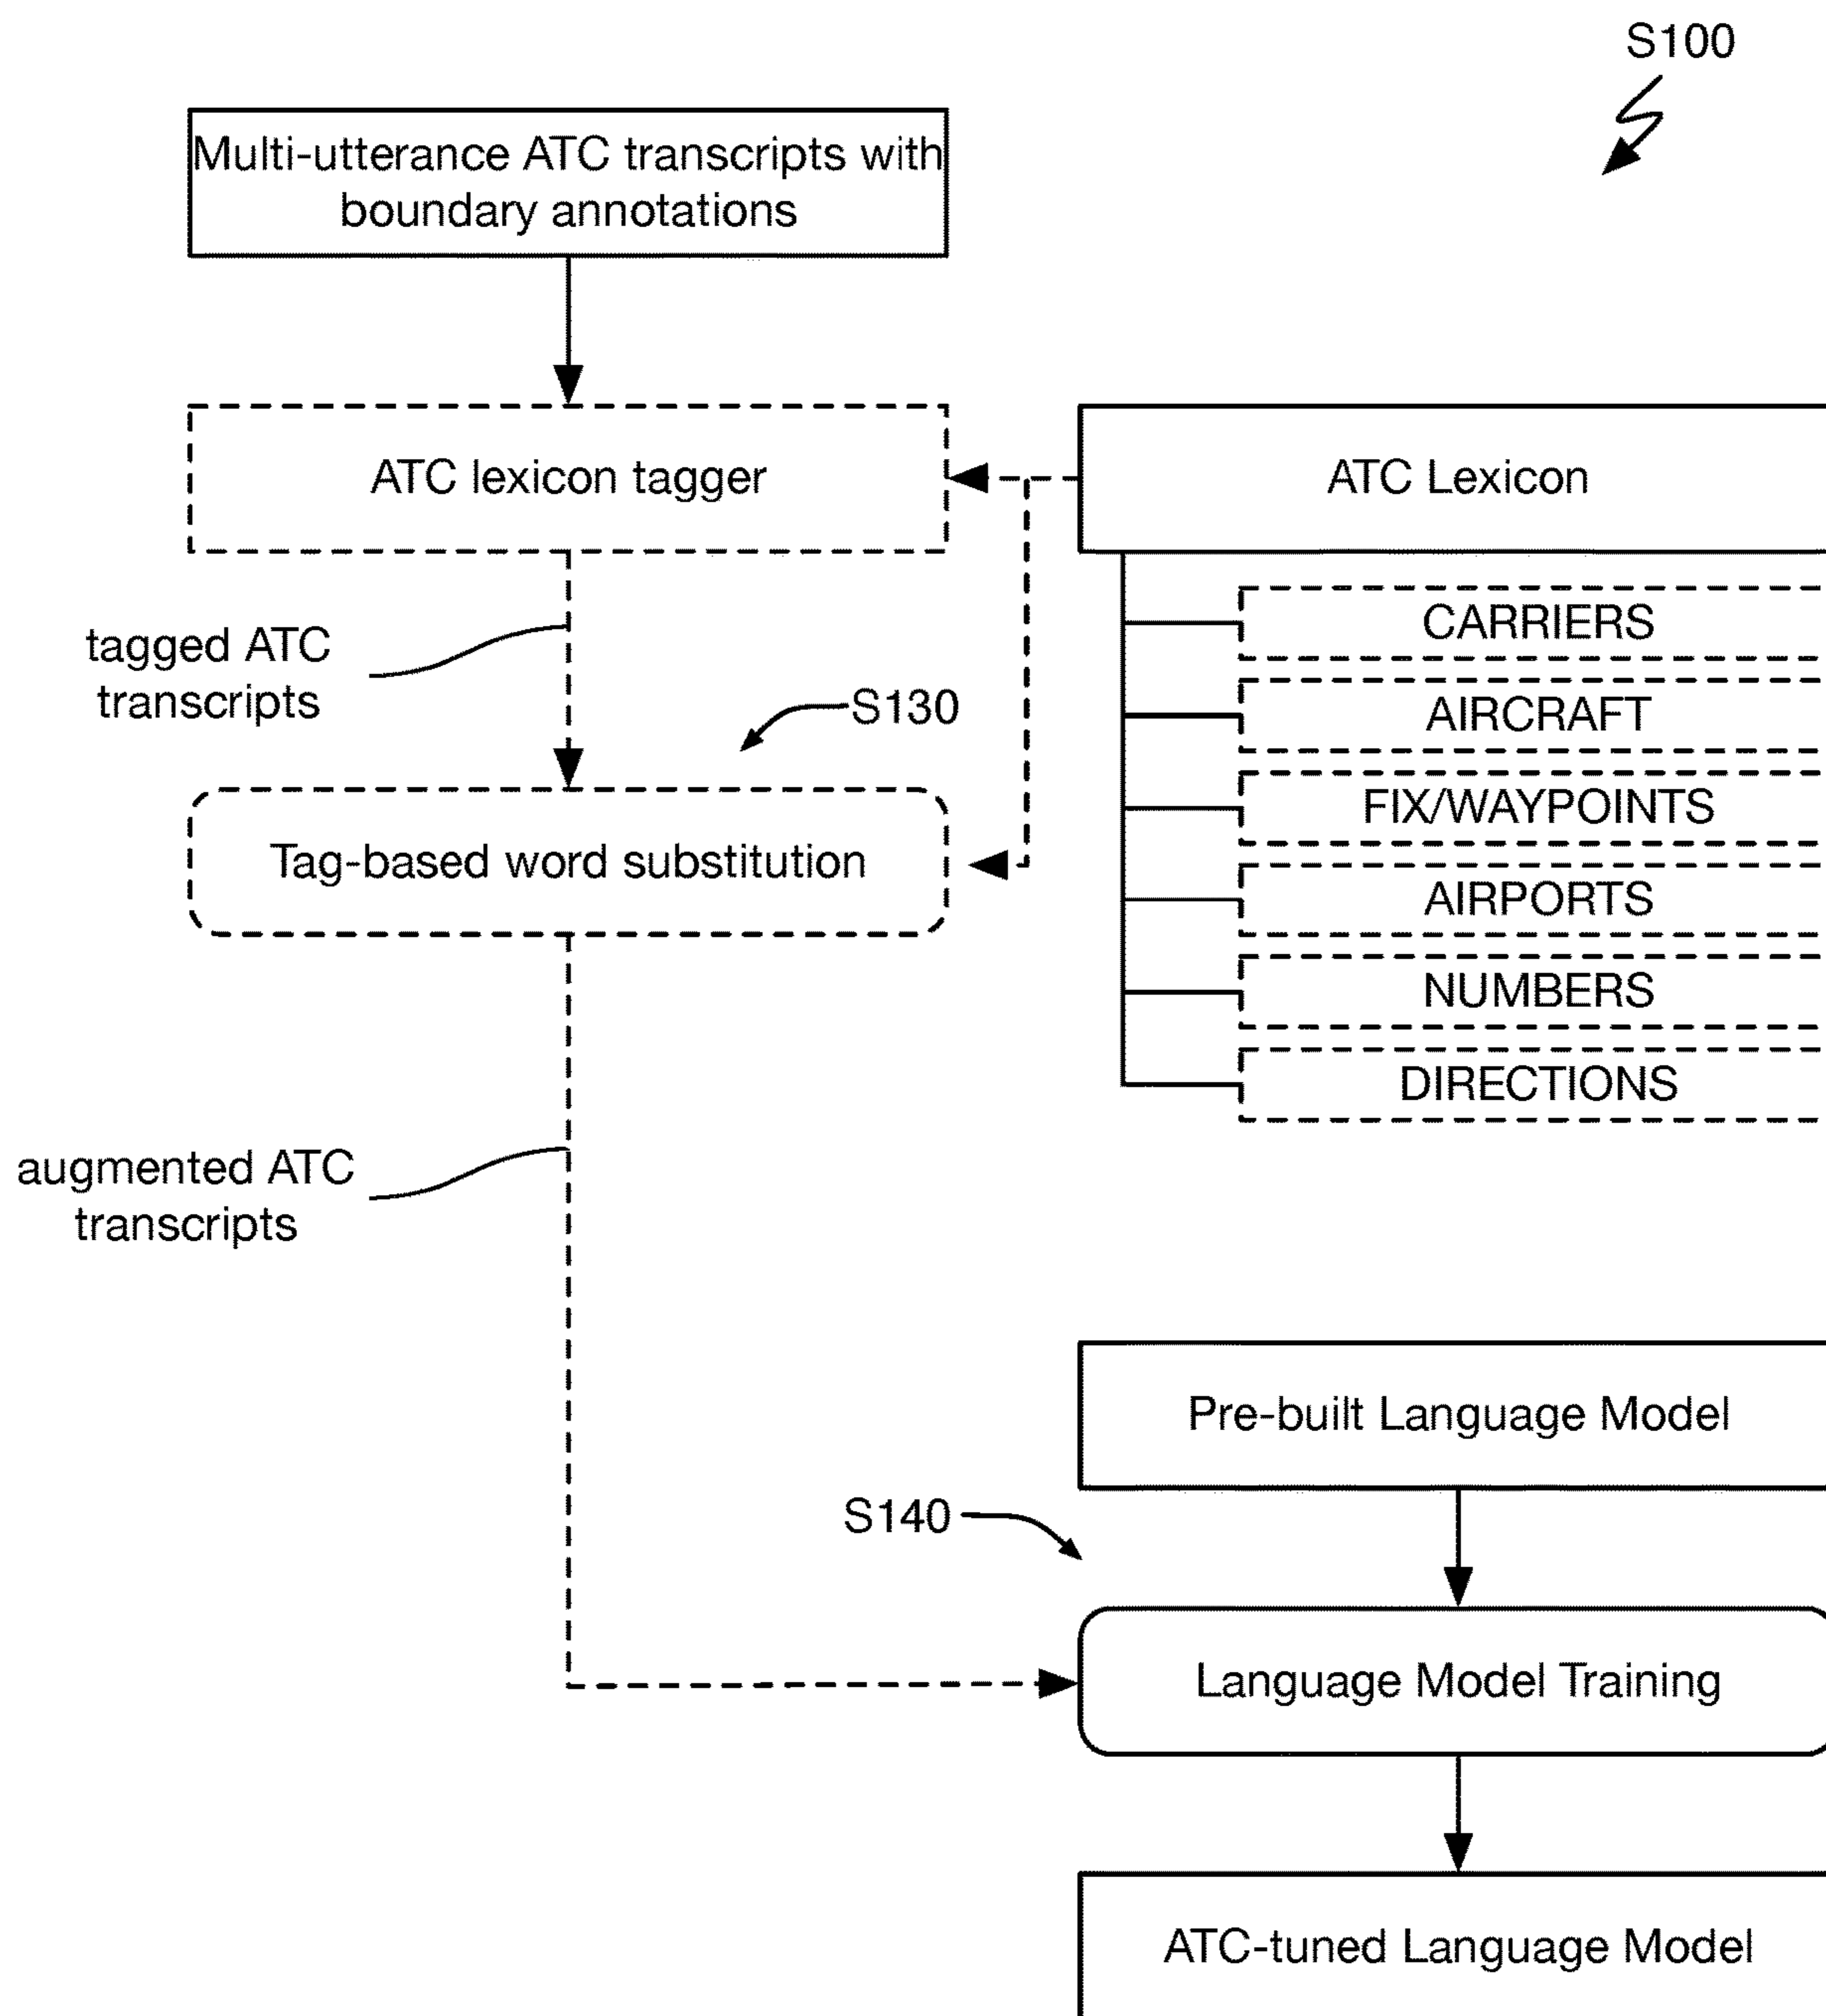 S100
Multi-utterance ATC transcripts with
boundary annotations
ATC lexicon tagger
ATC Lexicon
CARRIERS
AIRCRAFT
FIX/WAYPOINTS
AIRPORTS
NUMBERS
DIRECTIONS
tagged ATC
transcripts
S130
Tag-based word substitution
augmented ATC
transcripts
Pre-built Language Model
S140
Language Model Training
ATC-tuned Language Model